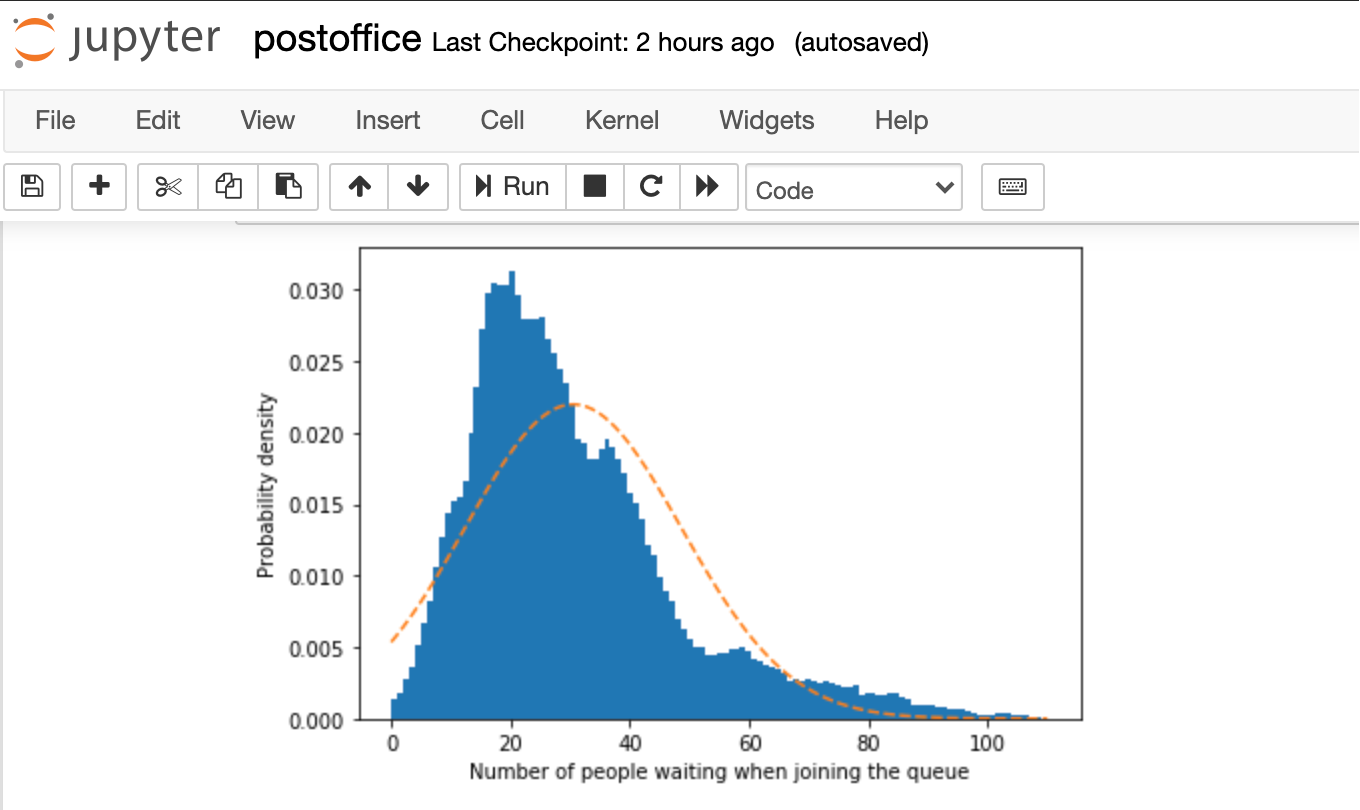 jupyter postoffice Last Checkpoint: 2 hours ago (autosaved)
File Edit View Insert Cell Kernel Widgets Help
Run Code
0.030
0.025
0.020
0.015
0.010
0.005
0.000
Probability density
0 20 40 60 80 100
Number of people waiting when joining the queue